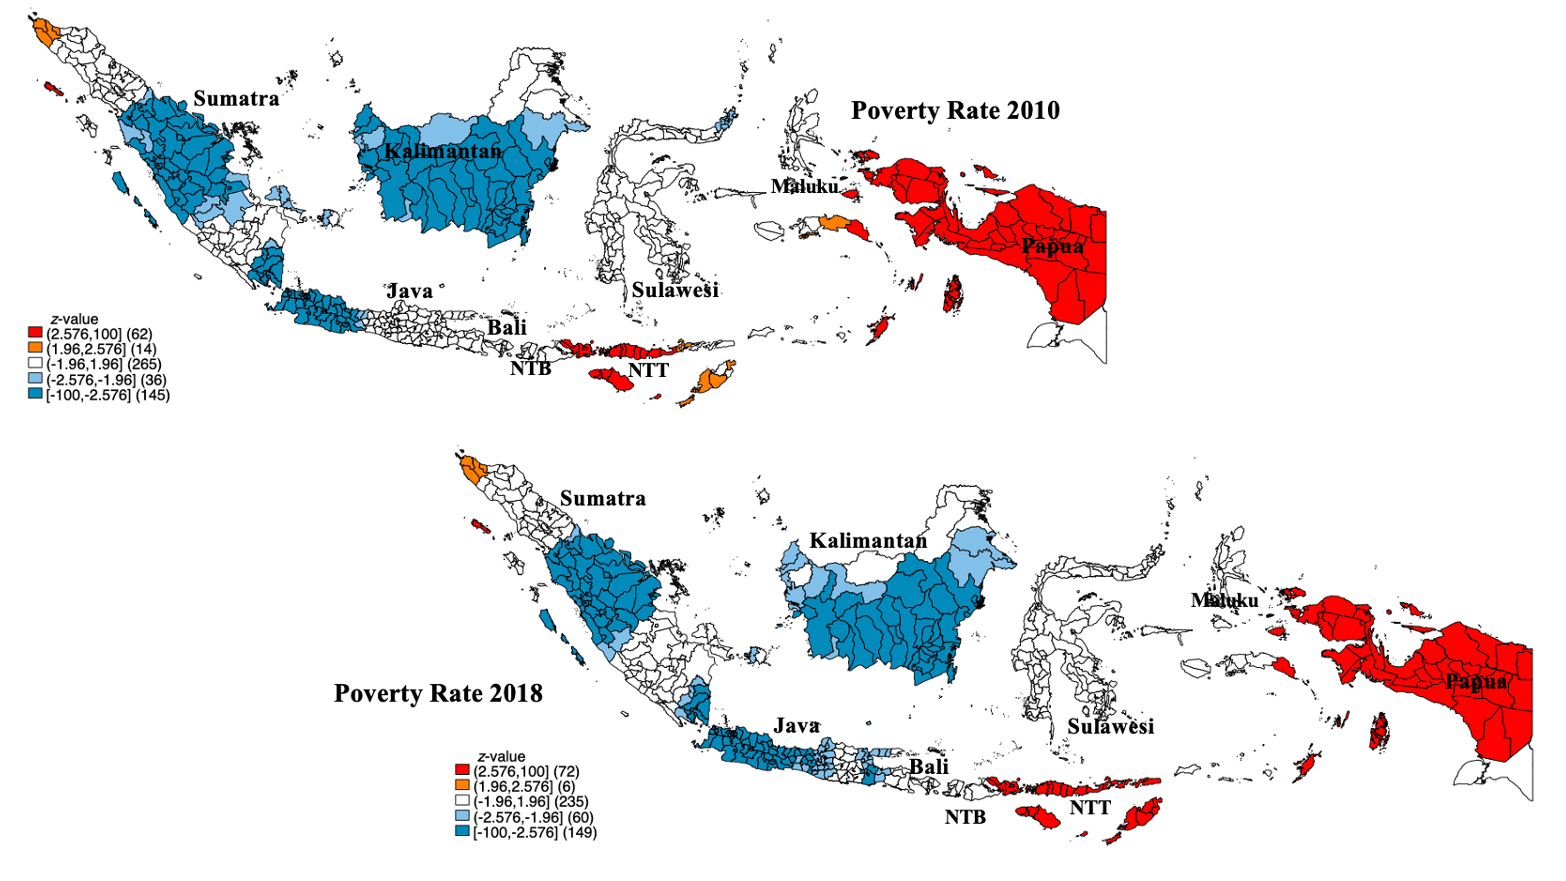 Sumatra
Poverty Rate 2010
Kalimantan
Maluku
Papua
Java
Sulawesi
Bali
NTB
NTT
z-value
(2.576,100] (62)
(1.96,2.576] (14)
(-1.96,1.96] (265)
(-2.576,-1.96] (36)
[-100,-2.576] (145)
Sumatra
Kalimantan
Maluku
Poverty Rate 2018
Papua
Java
Sulawesi
Bali
NTB
NTT
z-value
(2.576,100] (72)
(1.96,2.576] (6)
(-1.96,1.96] (235)
(-2.576,-1.96] (60)
[-100,-2.576] (149)